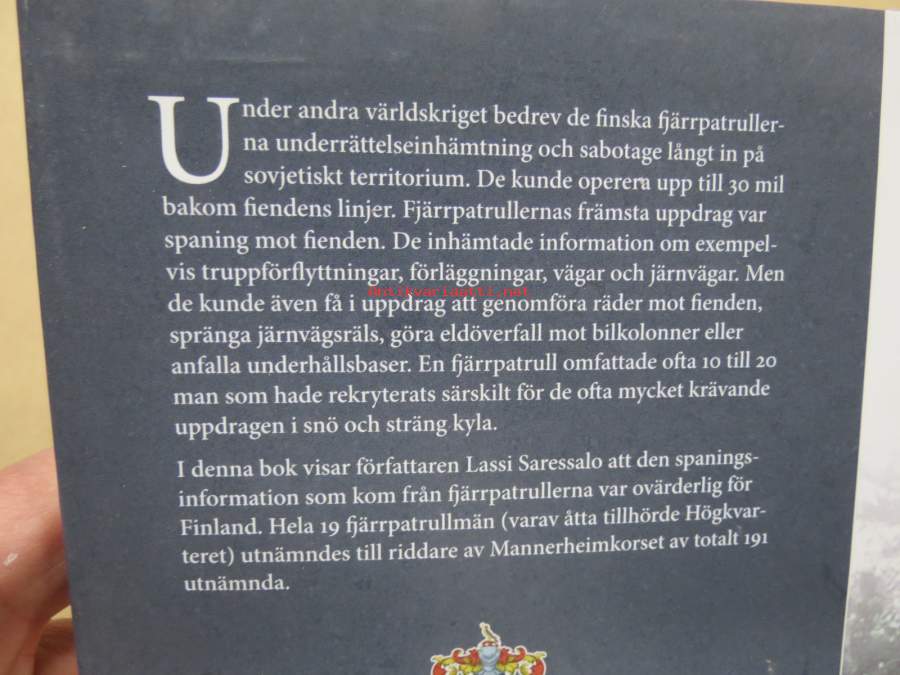 Under andra världskriget bedrev de finska fjärrpatruller-
na underrättelseinhämtning och sabotage långt in på
sovjetiskt territorium. De kunde operera upp till 30 mil
bakom fiendens linjer. Fjärrpatrullernas främsta uppdrag var
spaning mot fienden. De inhämtade information om exempel-
vis truppförflyttningar, förläggningar, vägar och järnvägar. Men
antikvariaatti.net
de kunde även få i uppdrag att genomföra räder mot fienden,
spränga järnvägsräls, göra eldöverfall mot bilkolonner eller
anfalla underhållsbaser. En fjärrpatrull omfattade ofta 10 till 20
man som hade rekryterats särskilt för de ofta mycket krävande
uppdragen i snö och sträng kyla.
I denna bok visar författaren Lassi Saressalo att den spanings-
information som kom från fjärrpatrullerna var ovärderlig för
Finland. Hela 19 fjärrpatrullmän (varav åtta tillhörde Högkvar-
teret) utnämndes till riddare av Mannerheimkorset av totalt 191
utnämnda.